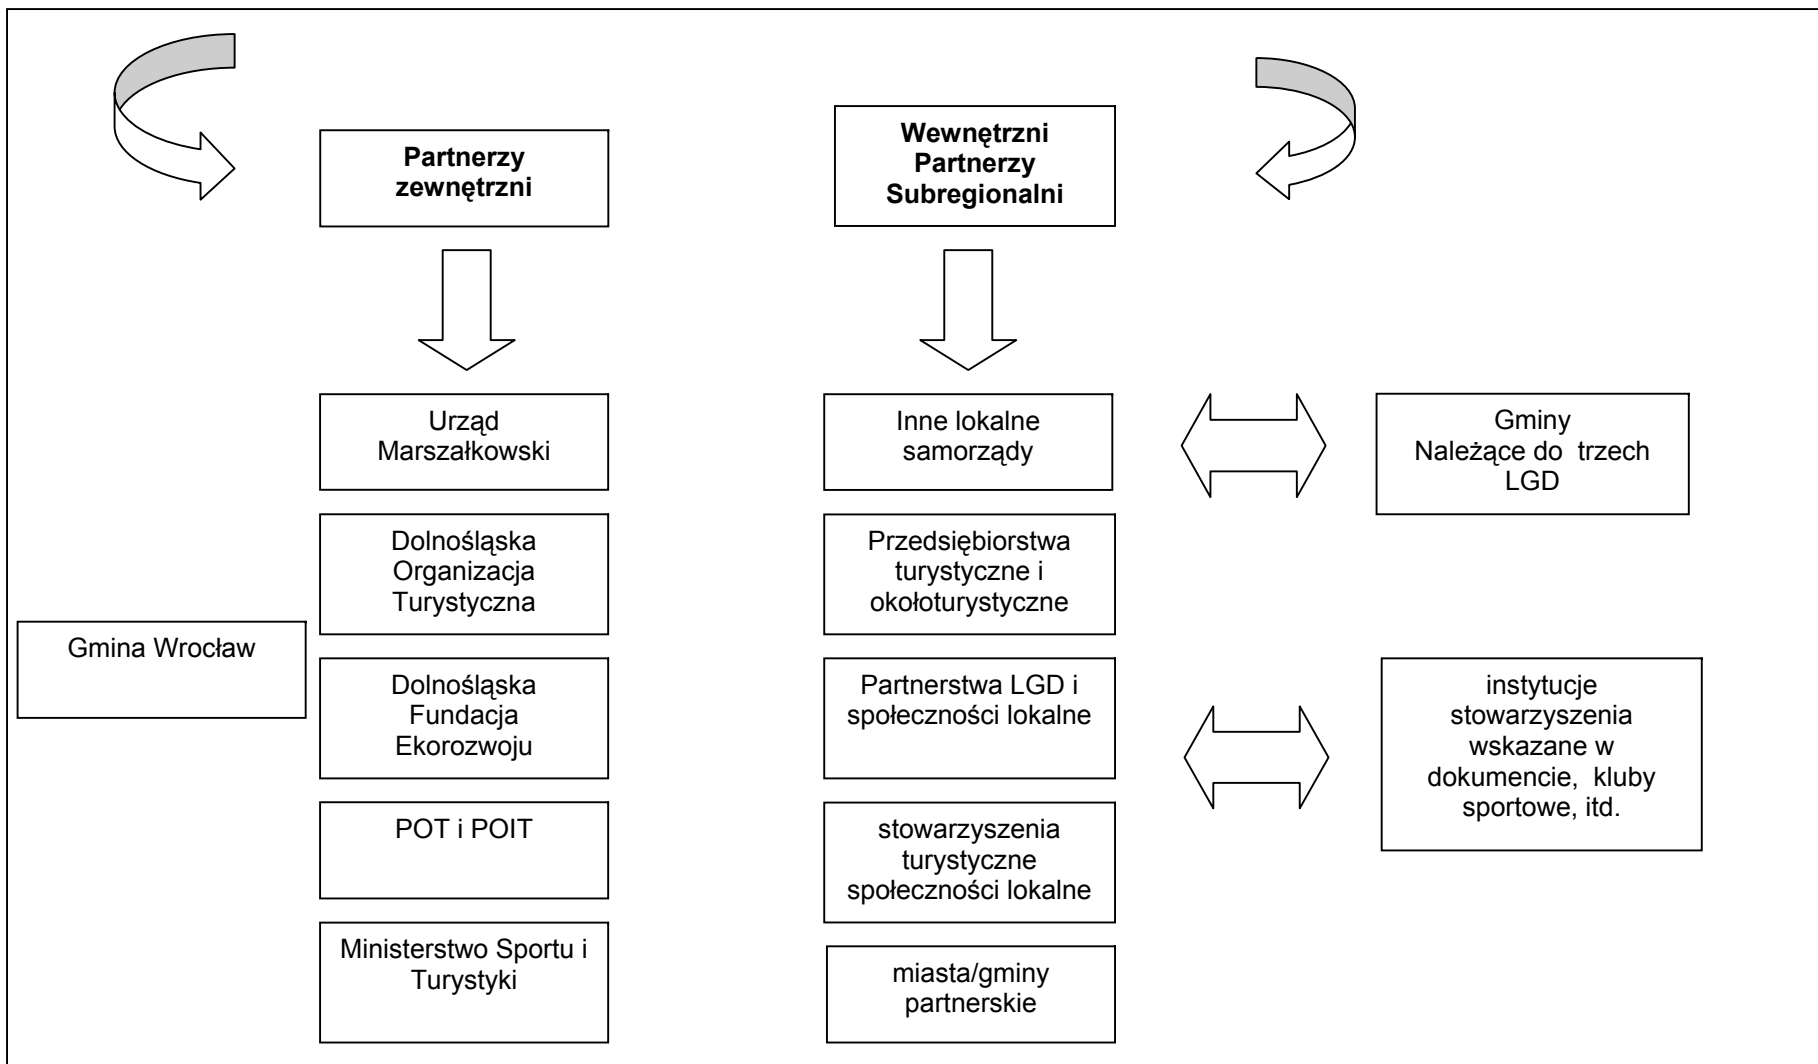 Partnerzy
zewnętrzni
Wewnętrzni
Partnerzy
Subregionalni
Urząd
Marszałkowski
Inne lokalne
samorządy
Gminy
Należące do  trzech
LGD
Dolnośląska
Organizacja
Turystyczna
Przedsiębiorstwa
turystyczne i
okołoturystyczne
Gmina Wrocław
Dolnośląska
Fundacja
Ekorozwoju
Partnerstwa LGD i
społeczności lokalne
instytucje
stowarzyszenia
wskazane w
dokumencie,  kluby
sportowe, itd.
POT i POIT
stowarzyszenia
turystyczne
społeczności lokalne
Ministerstwo Sportu i
Turystyki
miasta/gminy
partnerskie